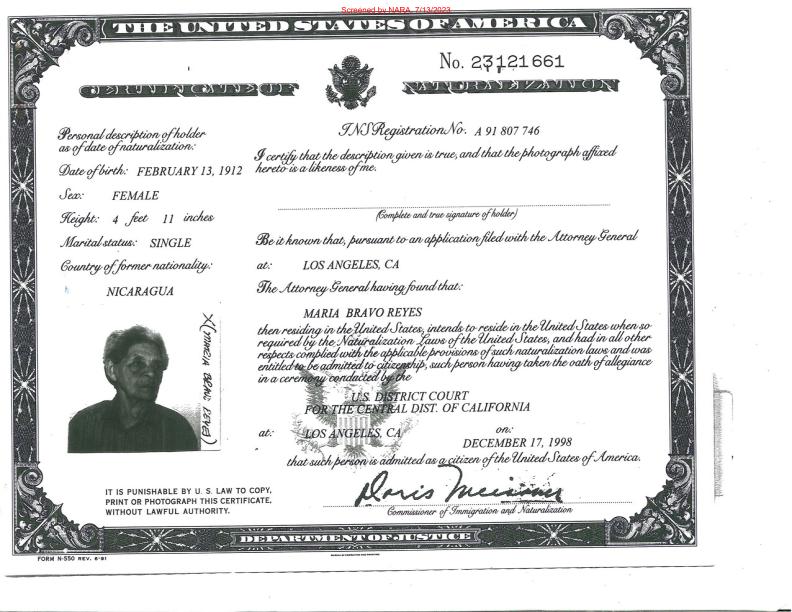 Screened by NARA, 7/13/2023
THE UNITED STATES OF AMERICA
No. 23121661
CERTIFICATE OF NATURALIZATION
INS Registration No. A 91 807 746
Personal description of holder
as of date of naturalization:
Date of birth: FEBRUARY 13, 1912
Sex: FEMALE
Height: 4 feet 11 inches
Marital status: SINGLE
Country of former nationality:
NICARAGUA
X (MARIA BRAVO REYES)
I certify that the description given is true, and that the photograph affixed
hereto is a likeness of me.
(Complete and true signature of holder)
Be it known that, pursuant to an application filed with the Attorney General
at: LOS ANGELES, CA
The Attorney General having found that:
MARIA BRAVO REYES
then residing in the United States, intends to reside in the United States when so
required by the Naturalization Laws of the United States, and had in all other
respects complied with the applicable provisions of such naturalization laws and was
entitled to be admitted to citizenship, such person having taken the oath of allegiance
in a ceremony conducted by the
U.S. DISTRICT COURT
FOR THE CENTRAL DIST. OF CALIFORNIA
at: LOS ANGELES, CA on:
DECEMBER 17, 1998
that such person is admitted as a citizen of the United States of America.
IT IS PUNISHABLE BY U. S. LAW TO COPY,
PRINT OR PHOTOGRAPH THIS CERTIFICATE,
WITHOUT LAWFUL AUTHORITY.
Doris Meissner
Commissioner of Immigration and Naturalization
DEPARTMENT OF JUSTICE
FORM N-550 REV. 6-91